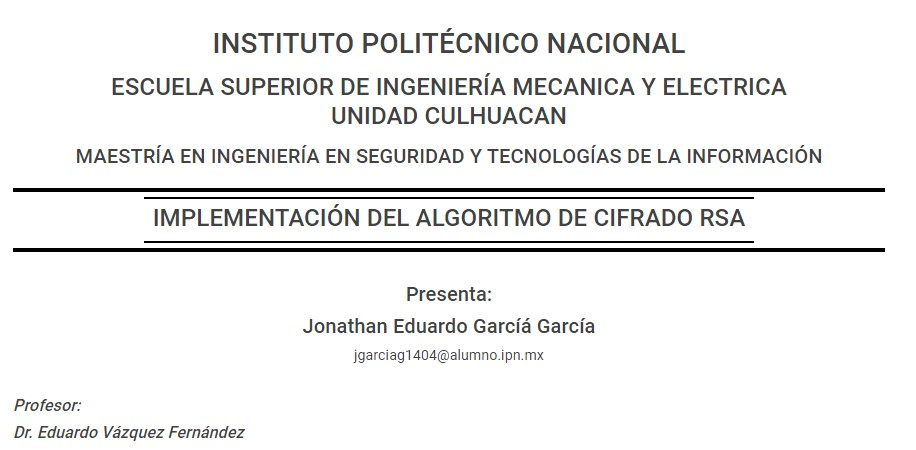 INSTITUTO POLITÉCNICO NACIONAL
ESCUELA SUPERIOR DE INGENIERÍA MECANICA Y ELECTRICA
UNIDAD CULHUACAN
MAESTRÍA EN INGENIERÍA EN SEGURIDAD Y TECNOLOGÍAS DE LA INFORMACIÓN
IMPLEMENTACIÓN DEL ALGORITMO DE CIFRADO RSA
Presenta:
Jonathan Eduardo Garcíá García
jgarciag1404@alumno.ipn.mx
Profesor:
Dr. Eduardo Vázquez Fernández